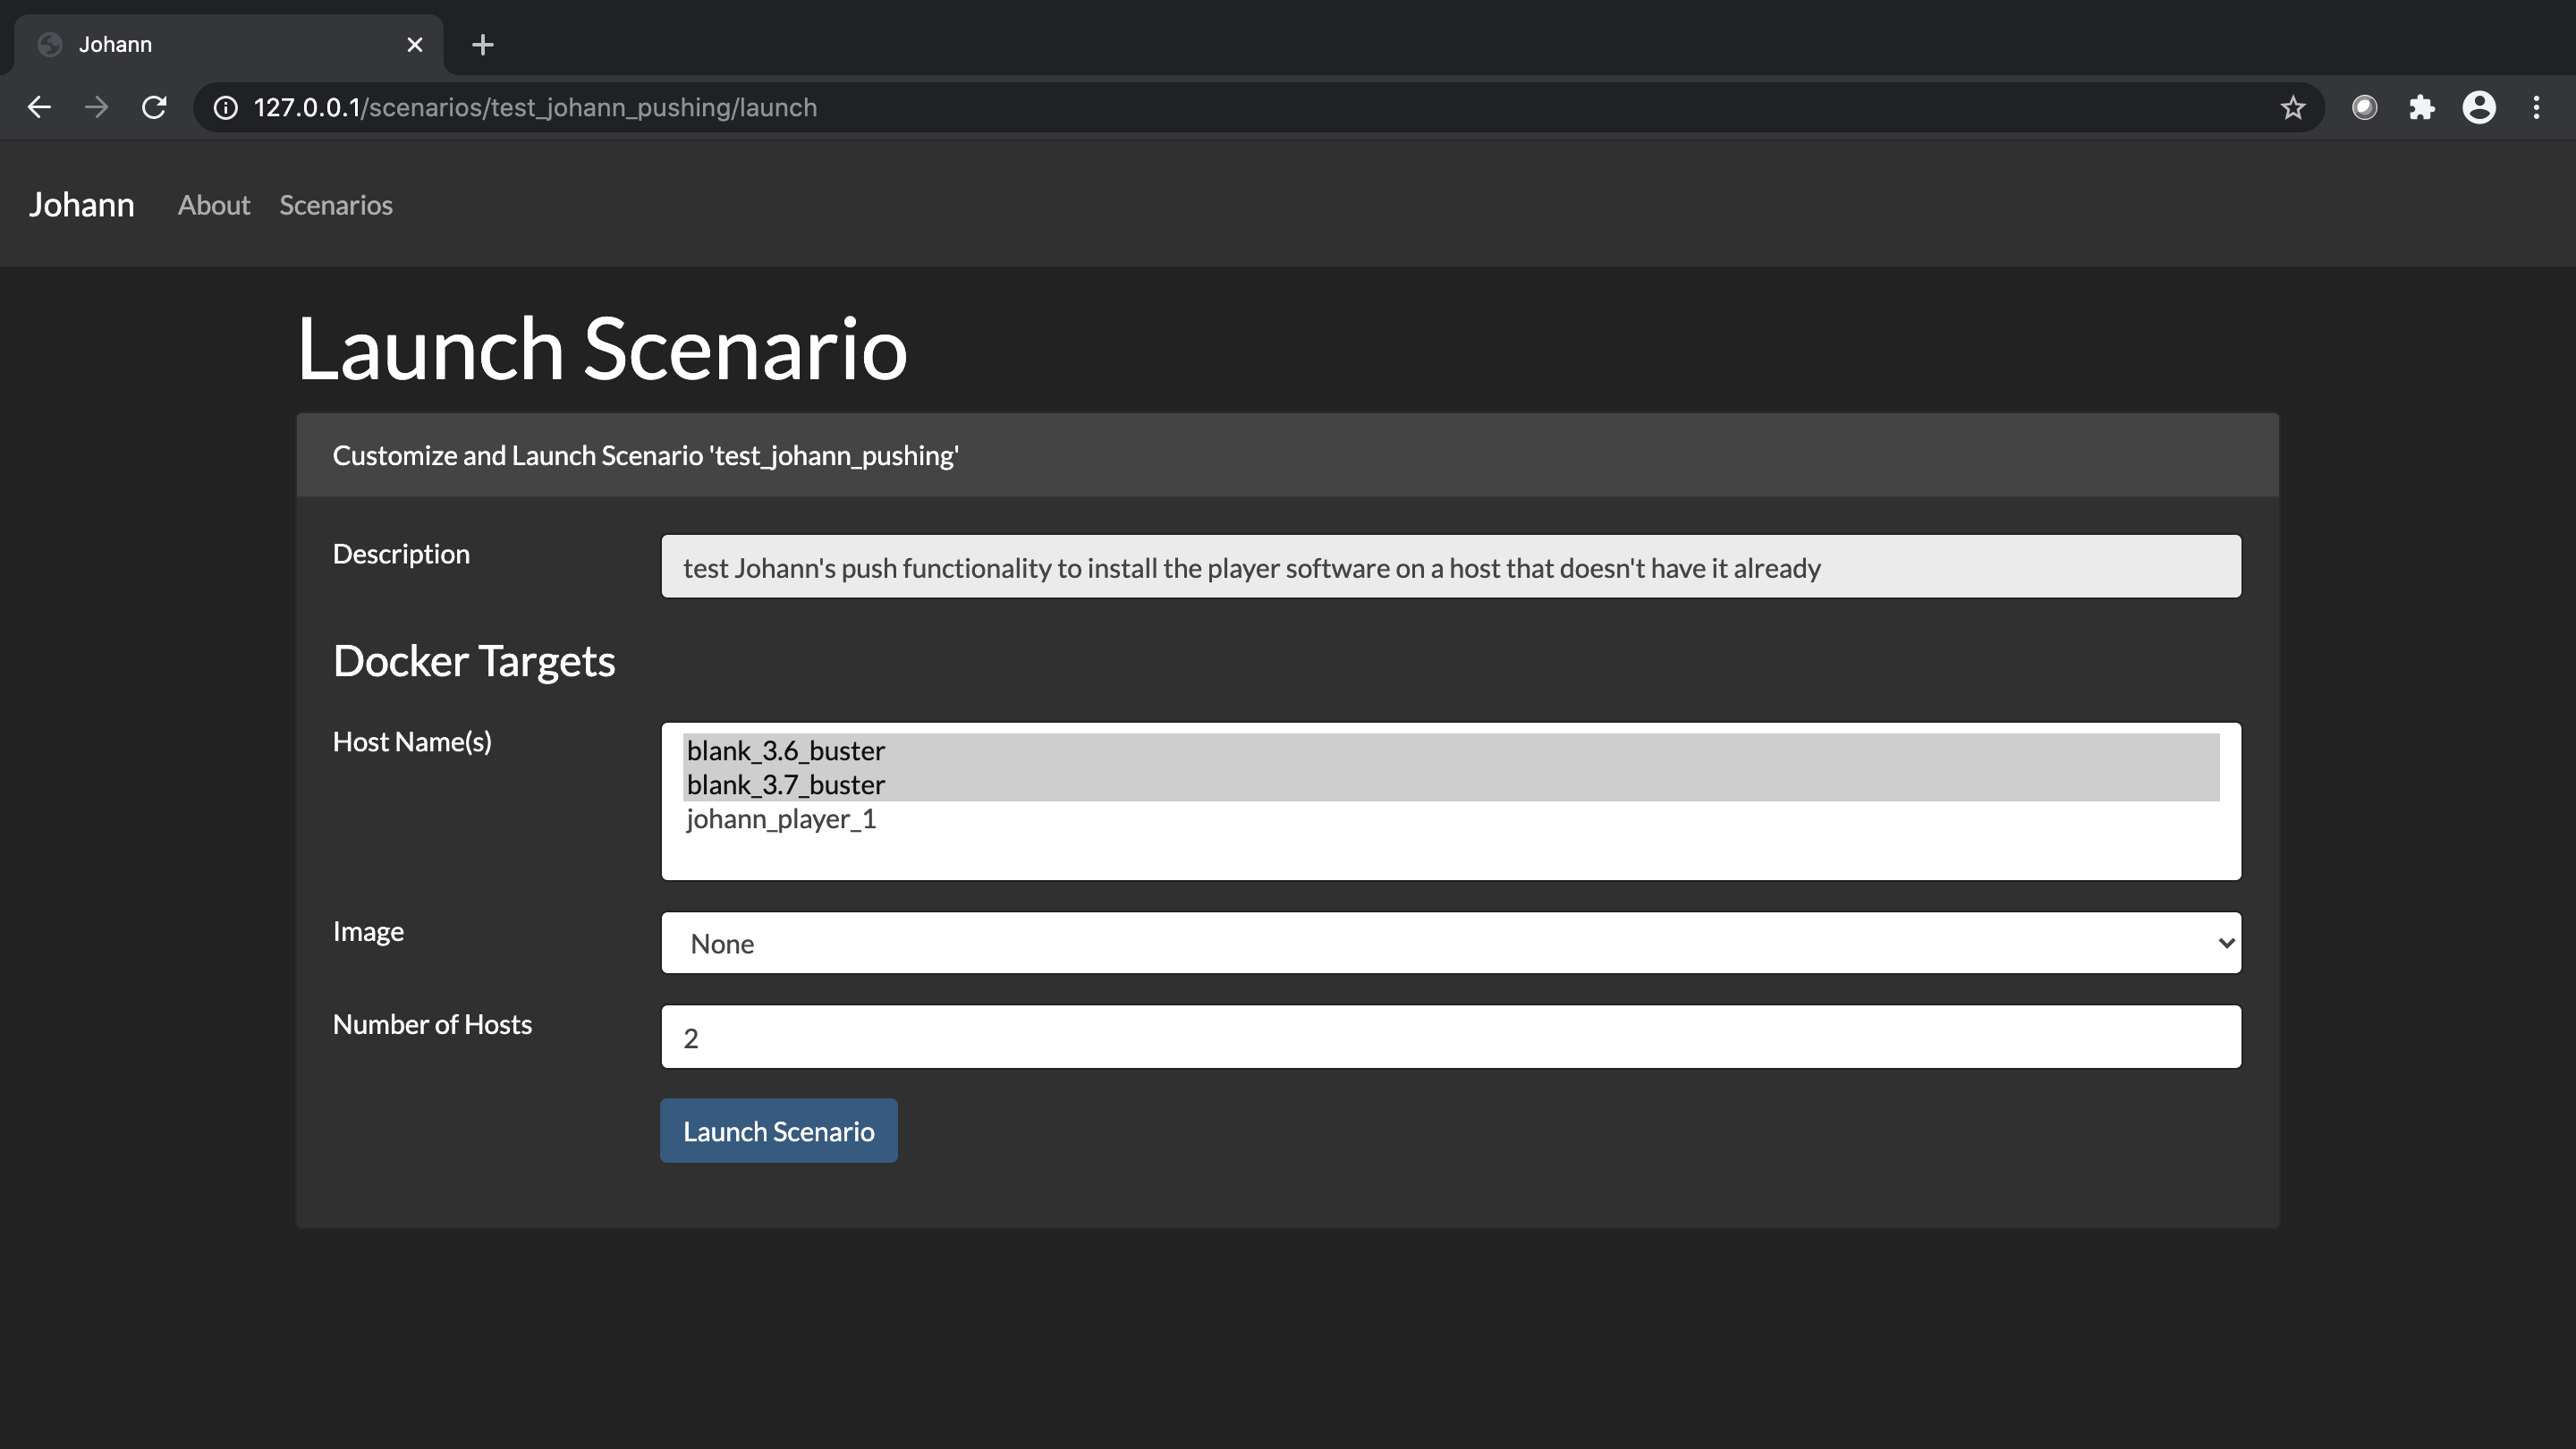 Johann
127.0.0.1/scenarios/test_johann_pushing/launch
Johann About Scenarios
Launch Scenario
Customize and Launch Scenario 'test_johann_pushing'
Description
test Johann's push functionality to install the player software on a host that doesn't have it already
Docker Targets
Host Name(s)
blank_3.6_buster
blank_3.7_buster
johann_player_1
Image
None
Number of Hosts
2
Launch Scenario